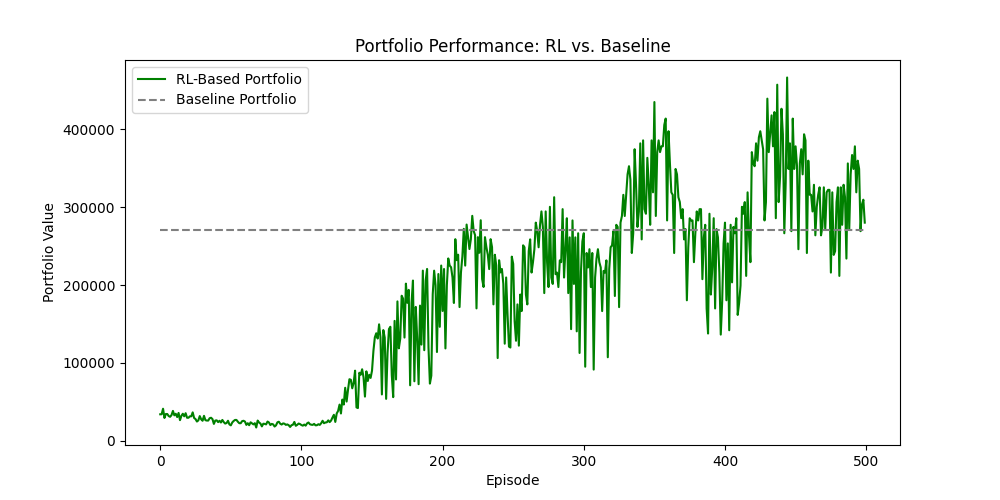 Portfolio Performance: RL vs. Baseline
RL-Based Portfolio
Baseline Portfolio
Portfolio Value
400000
300000
200000
100000
0
0 100 200 300 400 500
Episode